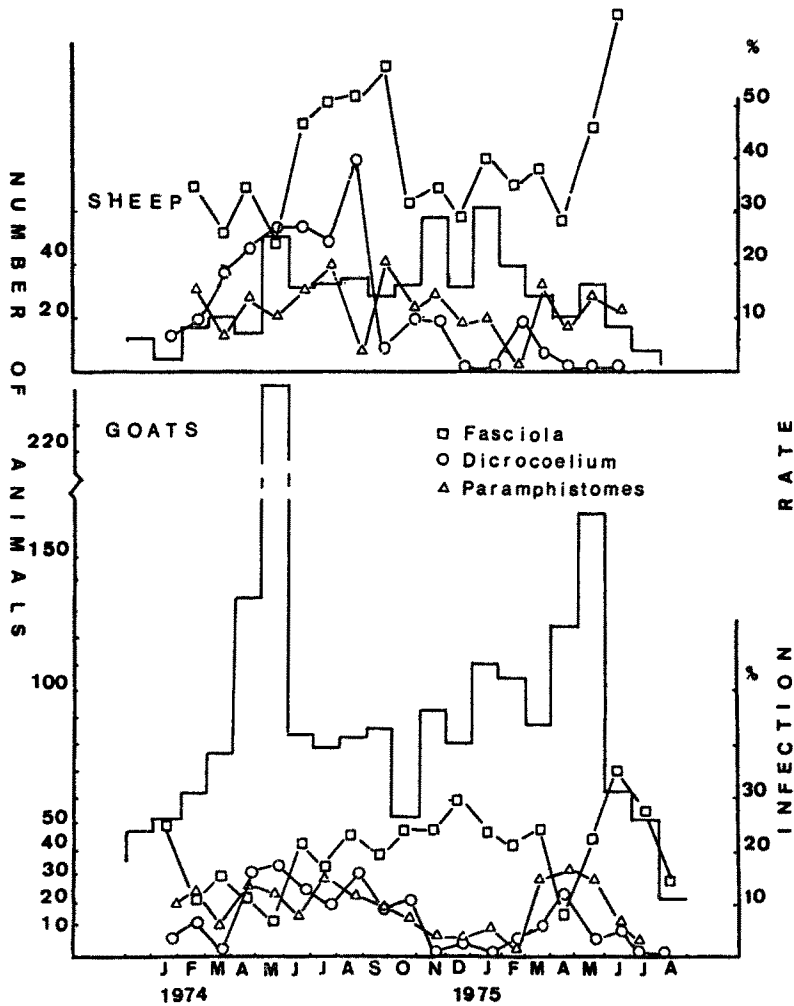 %
50
40
30
20
10
SHEEP
40
20
NUMBER OF ANIMALS
GOATS
220
150
100
50
40
30
20
10
□ Fasciola
○ Dicrocoelium
△ Paramphistomes
INFECTION RATE
%
30
20
10
J F M A M J J A S O N D J F M A M J J A
1974 1975